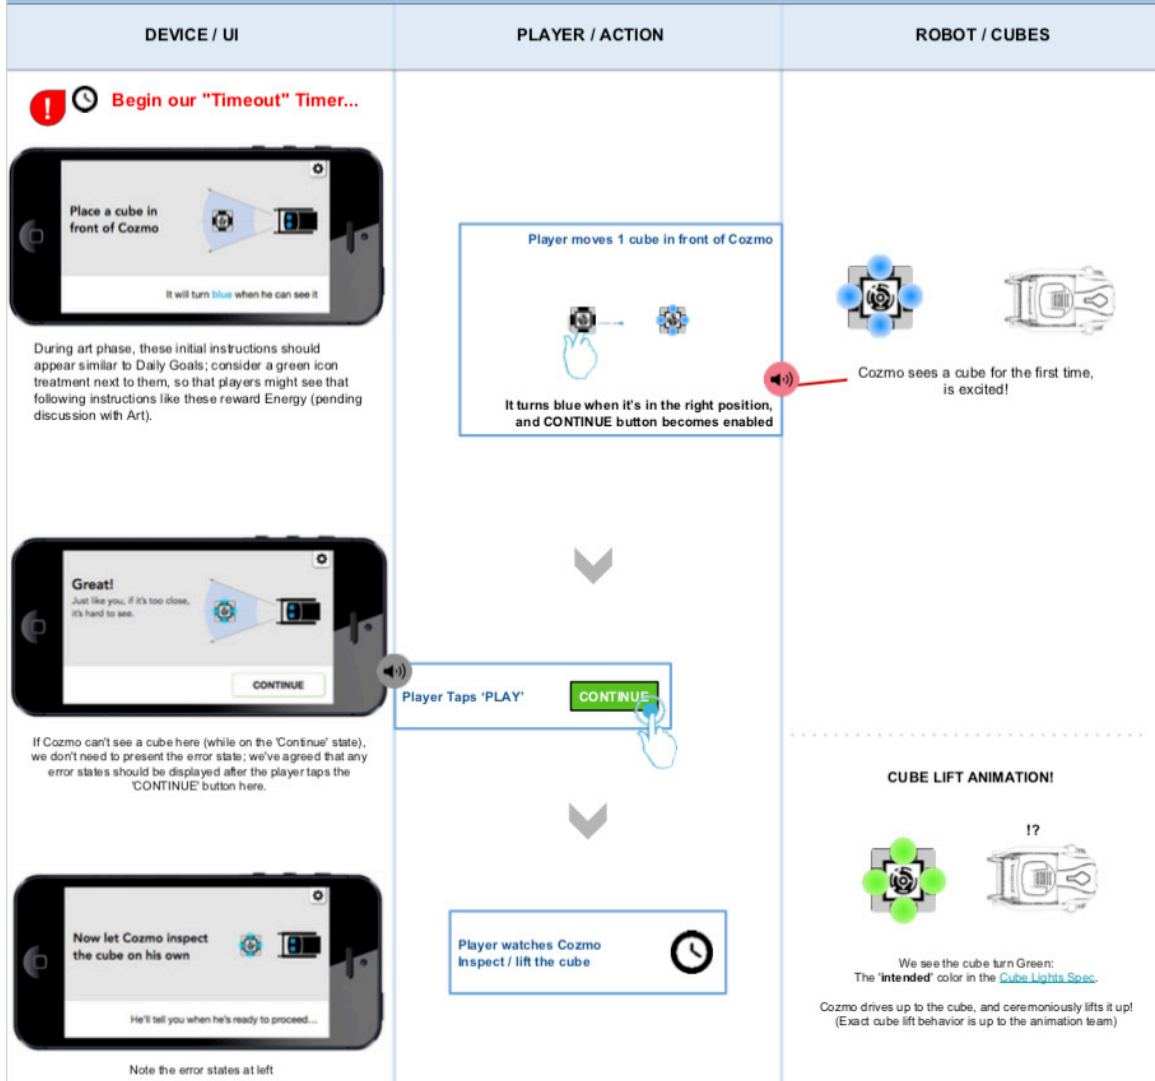 DEVICE / UI
PLAYER / ACTION
ROBOT / CUBES
!
Begin our "Timeout" Timer...
Place a cube in
front of Cozmo
It will turn blue when he can see it
During art phase, these initial instructions should
appear similar to Daily Goals; consider a green icon
treatment next to them, so that players might see that
following instructions like these reward Energy (pending
discussion with Art).
Player moves 1 cube in front of Cozmo
It turns blue when it's in the right position,
and CONTINUE button becomes enabled
Cozmo sees a cube for the first time,
is excited!
Great!
Just like you, if it's too close,
it's hard to see.
CONTINUE
Player Taps ‘PLAY’
CONTINUE
If Cozmo can't see a cube here (while on the 'Continue' state),
we don't need to present the error state; we've agreed that any
error states should be displayed after the player taps the
'CONTINUE' button here.
CUBE LIFT ANIMATION!
!?
Now let Cozmo inspect
the cube on his own
He'll tell you when he's ready to proceed...
Player watches Cozmo
Inspect / lift the cube
We see the cube turn Green:
The 'intended' color in the Cube Lights Spec.
Cozmo drives up to the cube, and ceremoniously lifts it up!
(Exact cube lift behavior is up to the animation team)
Note the error states at left